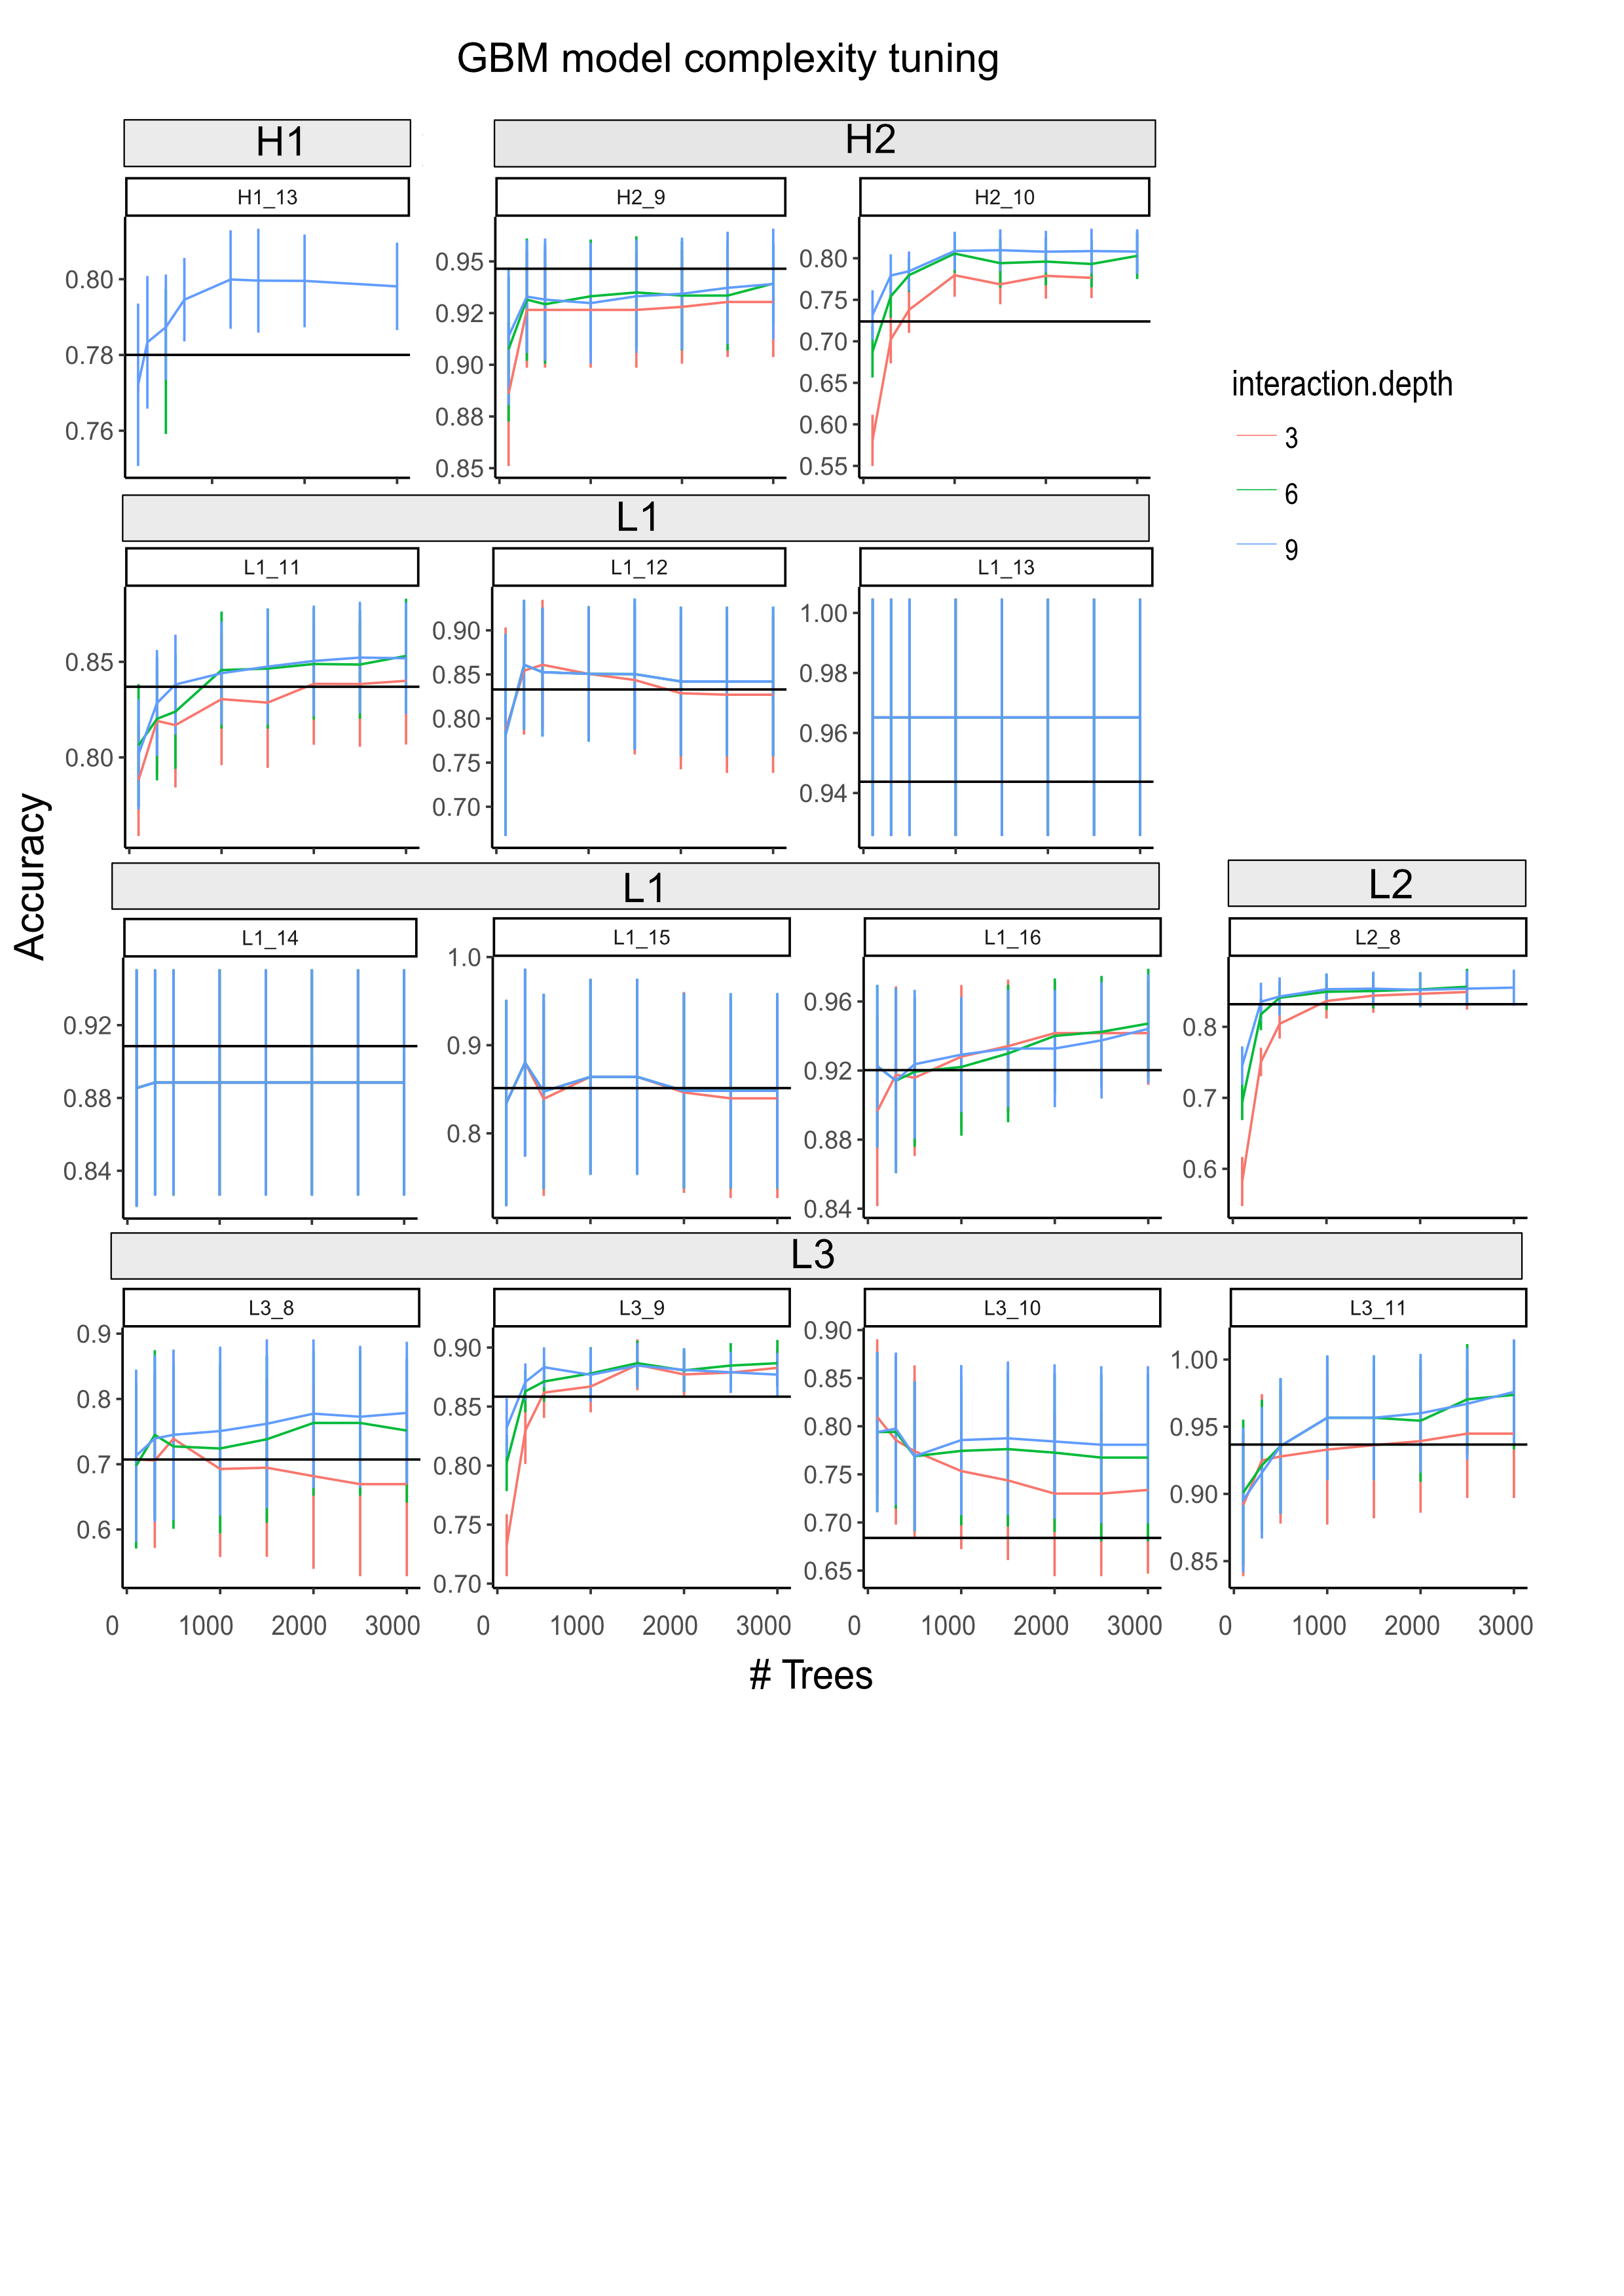 GBM model complexity tuning
H1
H2
H1_13
H2_9
H2_10
0.80
0.78
0.76
0.95
0.92
0.90
0.88
0.85
0.80
0.75
0.70
0.65
0.60
0.55
interaction.depth
3
6
9
L1
L1_11
L1_12
L1_13
0.85
0.80
0.90
0.85
0.80
0.75
0.70
1.00
0.98
0.96
0.94
Accuracy
L1
L2
L1_14
L1_15
L1_16
L2_8
0.92
0.88
0.84
1.0
0.9
0.8
0.96
0.92
0.88
0.84
0.8
0.7
0.6
L3
L3_8
L3_9
L3_10
L3_11
0.9
0.8
0.7
0.6
0.90
0.85
0.80
0.75
0.70
0.90
0.85
0.80
0.75
0.70
0.65
1.00
0.95
0.90
0.85
0 1000 2000 3000 0 1000 2000 3000 0 1000 2000 3000 0 1000 2000 3000
# Trees